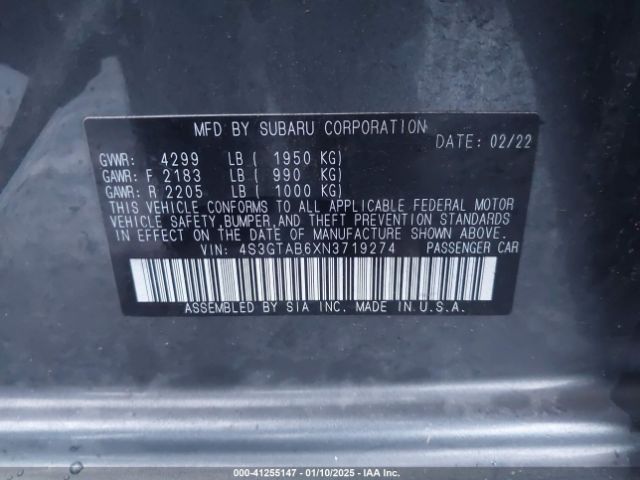 MFD BY SUBARU CORPORATION
DATE: 02/22
GVWR: 4299 LB ( 1950 KG)
GAWR: F 2183 LB ( 990 KG)
GAWR: R 2205 LB ( 1000 KG)
THIS VEHICLE CONFORMS TO ALL APPLICABLE FEDERAL MOTOR
VEHICLE SAFETY, BUMPER, AND THEFT PREVENTION STANDARDS
IN EFFECT ON THE DATE OF MANUFACTURE SHOWN ABOVE.
VIN: 4S3GTAB6XN3719274 PASSENGER CAR
ASSEMBLED BY SIA INC. MADE IN U.S.A.
000-41255147 - 01/10/2025 - IAA Inc.